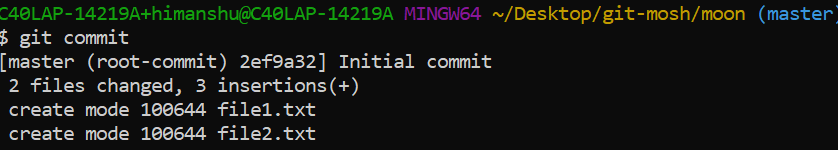 C40LAP-14219A+himanshu@C40LAP-14219A MINGW64 ~/Desktop/git-mosh/moon (master)
$ git commit
[master (root-commit) 2ef9a32] Initial commit
 2 files changed, 3 insertions(+)
 create mode 100644 file1.txt
 create mode 100644 file2.txt